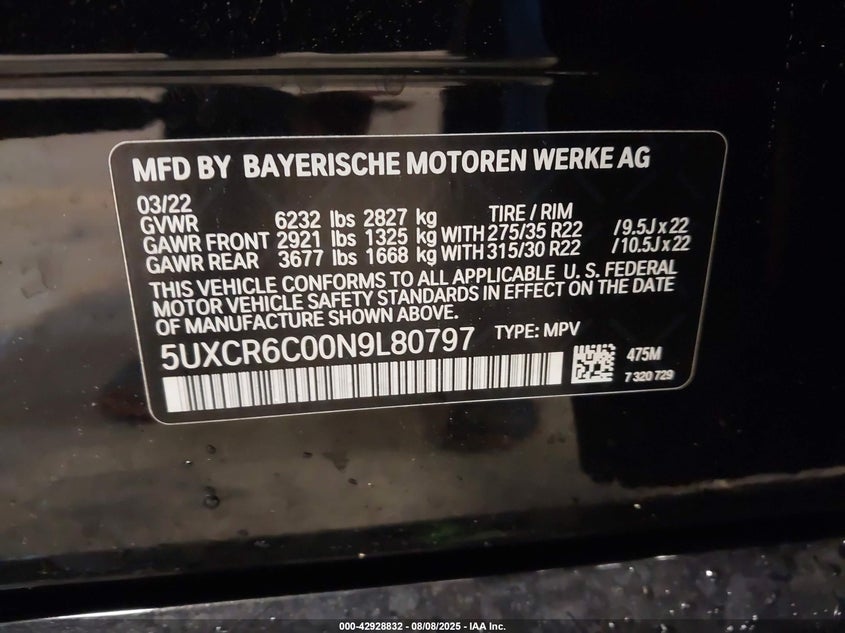 MFD BY BAYERISCHE MOTOREN WERKE AG
03/22 TIRE / RIM
GVWR 6232 lbs 2827 kg
GAWR FRONT 2921 lbs 1325 kg WITH 275/35 R22 /9.5J x 22
GAWR REAR 3677 lbs 1668 kg WITH 315/30 R22 /10.5J x 22
THIS VEHICLE CONFORMS TO ALL APPLICABLE U. S. FEDERAL
MOTOR VEHICLE SAFETY STANDARDS IN EFFECT ON THE DATE
OF MANUFACTURE SHOWN ABOVE.
5UXCR6C00N9L80797 TYPE: MPV
475M
7 320 729
000-42928832 - 08/08/2025 - IAA Inc.